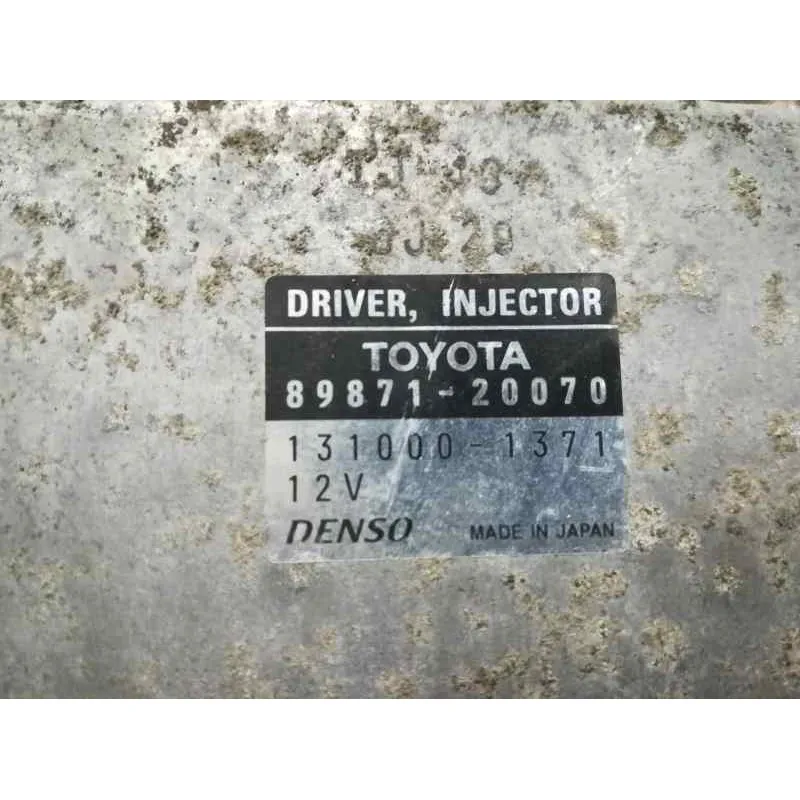 DRIVER, INJECTOR
TOYOTA
89871-20070
131000-1371
12V
DENSO MADE IN JAPAN